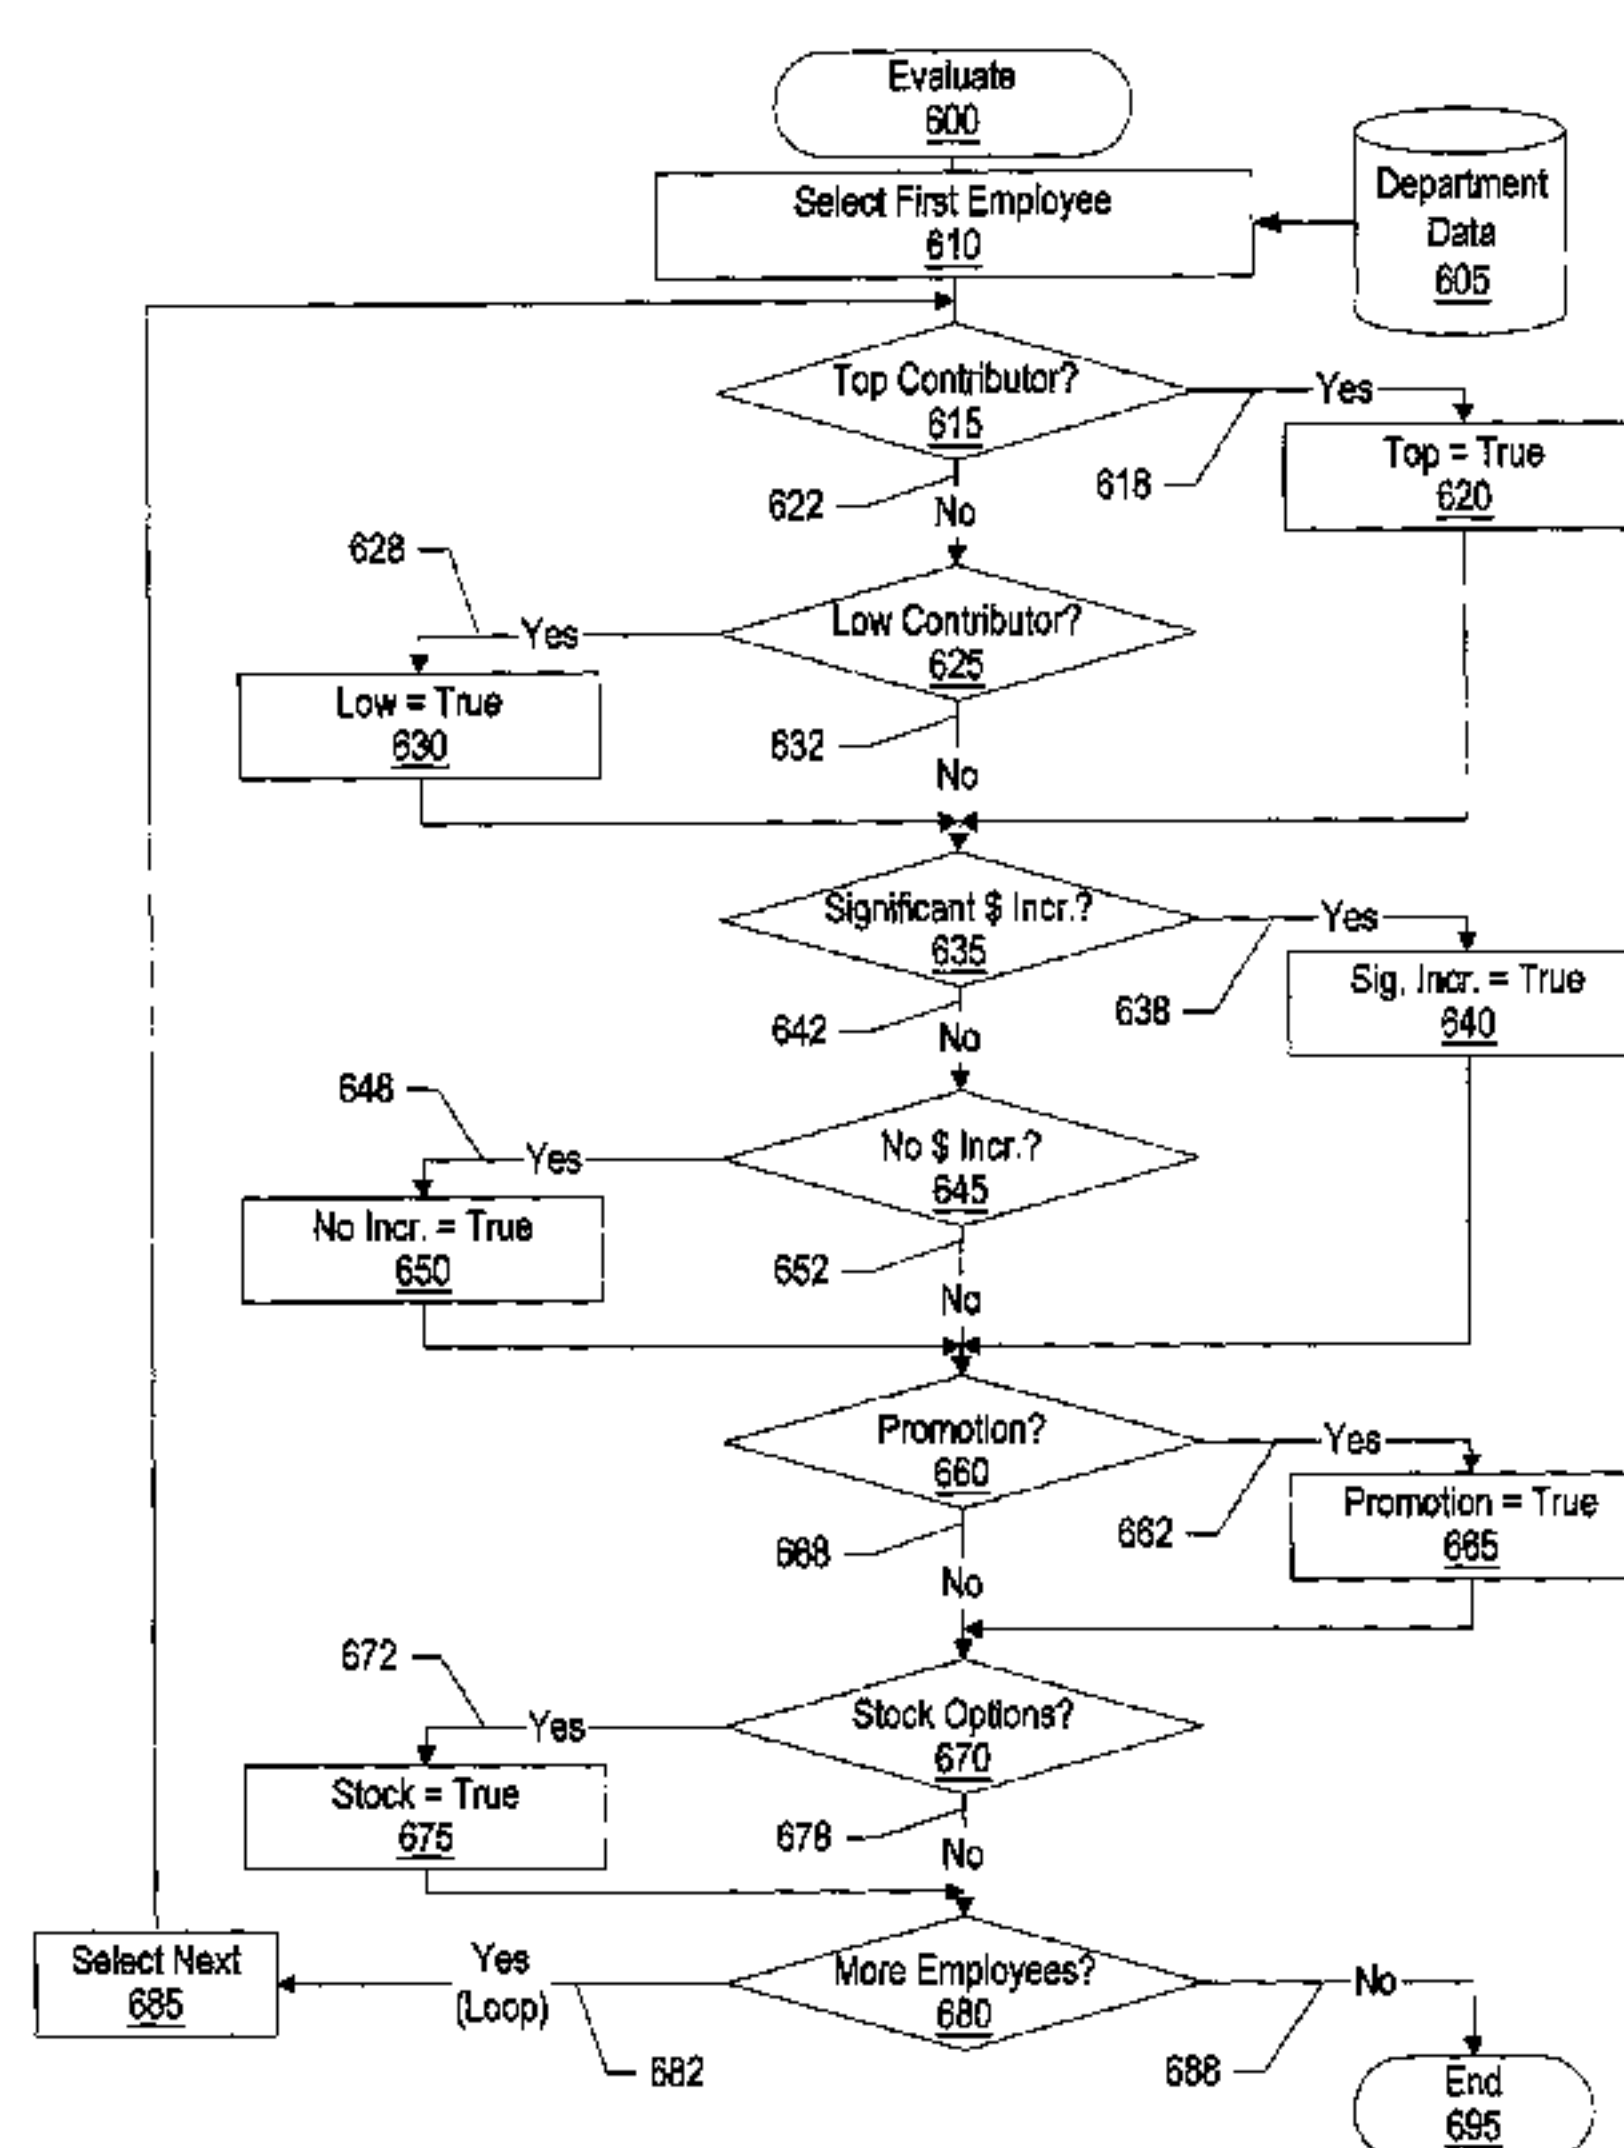 Evaluate
600
Select First Employee
610
Department
Data
605
Top Contributor?
615
Yes
618
Top = True
620
622
No
628
Yes
Low Contributor?
625
Low = True
630
632
No
Significant $ Incr.?
635
Yes
638
Sig. Incr. = True
640
642
No
648
Yes
No $ Incr.?
645
No Incr. = True
650
652
No
Promotion?
660
Yes
662
Promotion = True
665
668
No
672
Yes
Stock Options?
670
Stock = True
675
678
No
Select Next
685
Yes
(Loop)
682
More Employees?
680
No
688
End
695